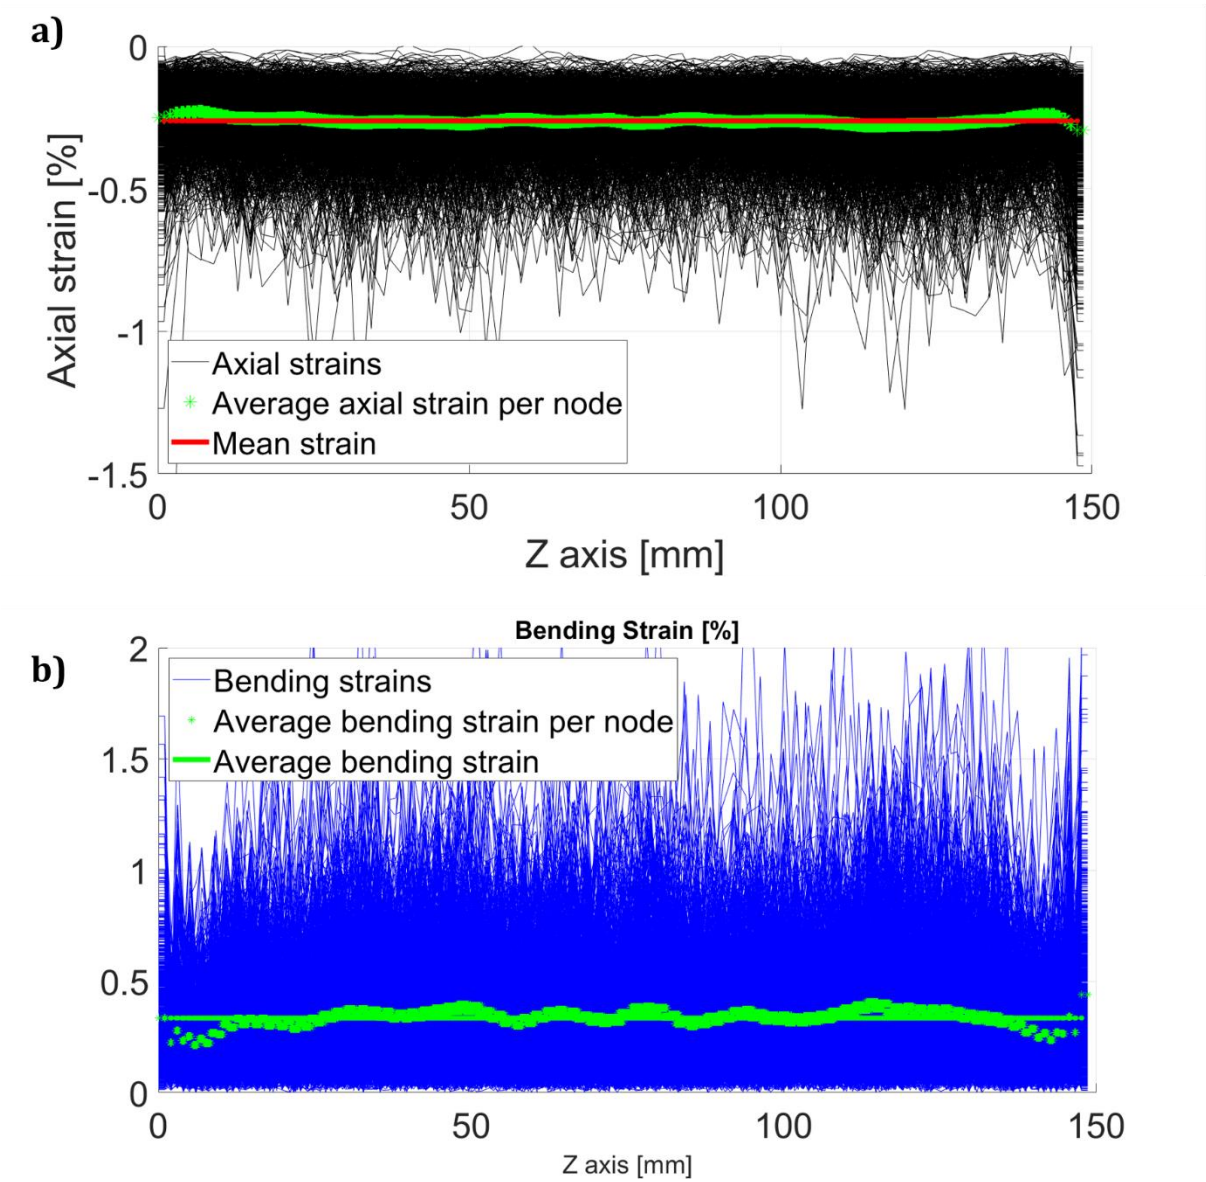 a)
0
-0.5
-1
-1.5
Axial strain [%]
Axial strains
Average axial strain per node
Mean strain
0 50 100 150
Z axis [mm]
b)
Bending Strain [%]
2
1.5
1
0.5
0
Bending strains
Average bending strain per node
Average bending strain
0 50 100 150
Z axis [mm]